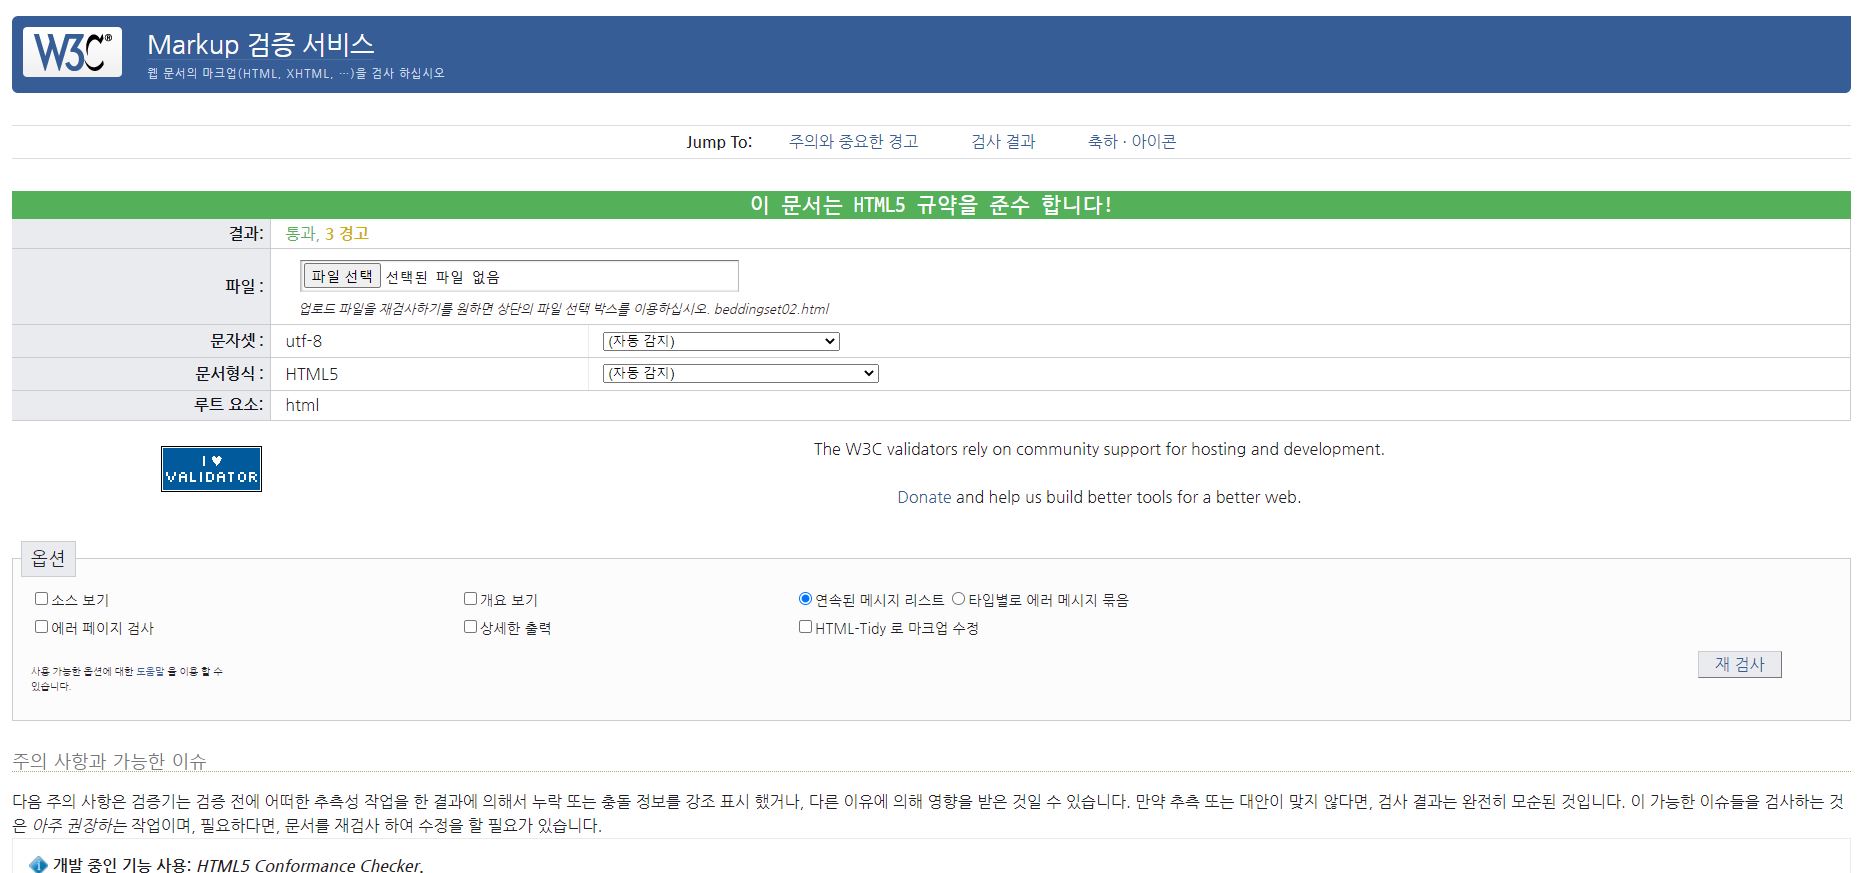 W3C®
Markup 검증 서비스
웹 문서의 마크업(HTML, XHTML, …)을 검사 하십시오
Jump To: 주의와 중요한 경고 검사 결과 축하 · 아이콘
이 문서는 HTML5 규약을 준수 합니다!
결과: 통과, 3 경고
파일 : 파일 선택 선택된 파일 없음
업로드 파일을 재검사하기를 원하면 상단의 파일 선택 박스를 이용하십시오. beddingset02.html
문자셋 : utf-8 (자동 감지)
문서형식 : HTML5 (자동 감지)
루트 요소: html
I ♥
VALIDATOR
The W3C validators rely on community support for hosting and development.
Donate and help us build better tools for a better web.
옵션
소스 보기 개요 보기 연속된 메시지 리스트 타입별로 에러 메시지 묶음
에러 페이지 검사 상세한 출력 HTML-Tidy 로 마크업 수정
사용 가능한 옵션에 대한 도움말 을 이용 할 수
있습니다.
재 검사
주의 사항과 가능한 이슈
다음 주의 사항은 검증기는 검증 전에 어떠한 추측성 작업을 한 결과에 의해서 누락 또는 충돌 정보를 강조 표시 했거나, 다른 이유에 의해 영향을 받은 것일 수 있습니다. 만약 추측 또는 대안이 맞지 않다면, 검사 결과는 완전히 모순된 것입니다. 이 가능한 이슈들을 검사하는 것
은 아주 권장하는 작업이며, 필요하다면, 문서를 재검사 하여 수정을 할 필요가 있습니다.
개발 중인 기능 사용: HTML5 Conformance Checker.